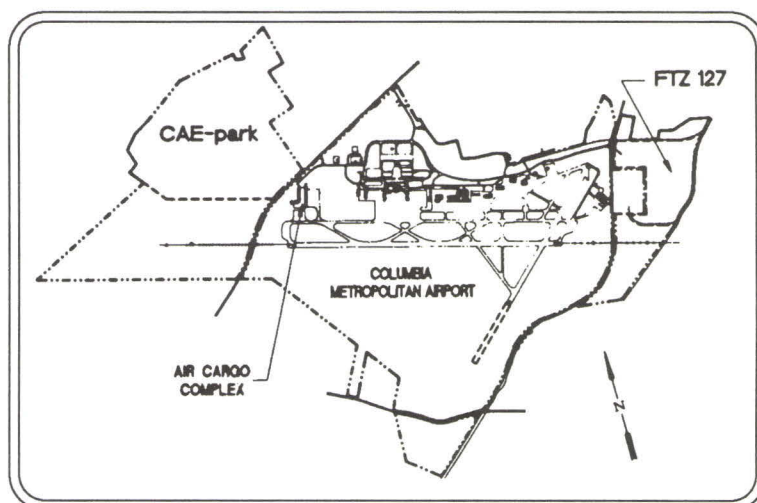 FTZ 127
CAE-park
COLUMBIA
METROPOLITAN AIRPORT
AIR CARGO
COMPLEX
N